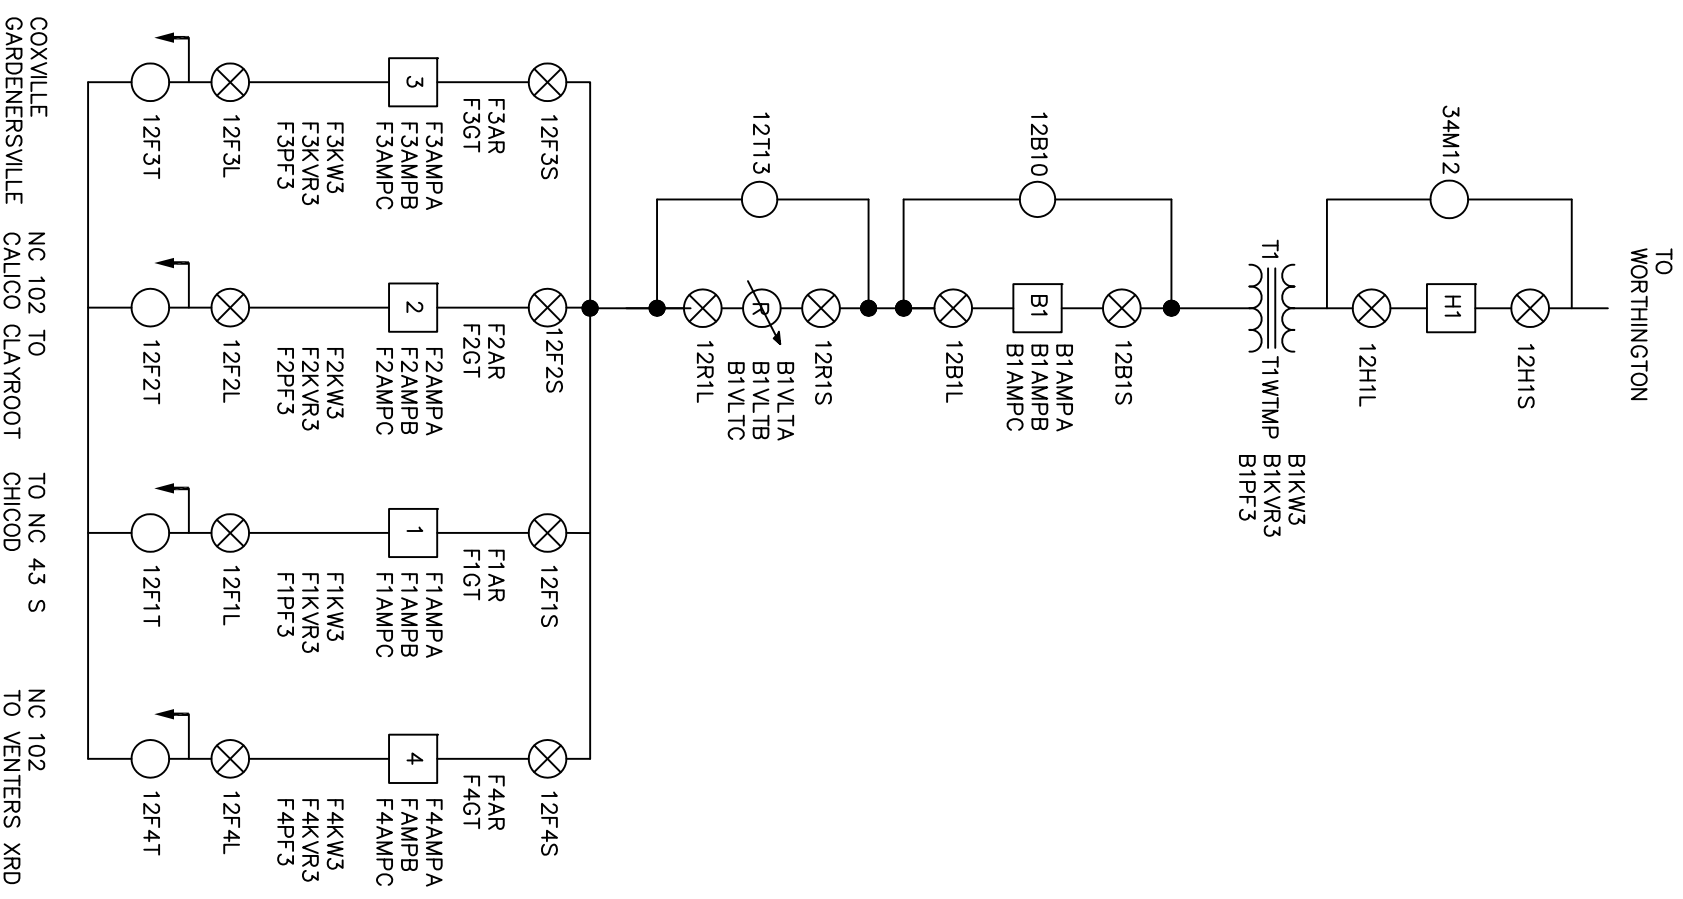 TO
WORTHINGTON
12H1S
H1
34M12
12H1L
T1
T1WTMP
B1KW3
B1KVR3
B1PF3
12B1S
12B10
B1
B1AMPA
B1AMPB
B1AMPC
12B1L
12R1S
12T13
R
B1VLTA
B1VLTB
B1VLTC
12R1L
12F3S
F3AR
F3GT
3
F3AMPA
F3AMPB
F3AMPC
F3KW3
F3KVR3
F3PF3
12F3L
12F3T
COXVILLE
GARDENERSVILLE
12F2S
F2AR
F2GT
2
F2AMPA
F2AMPB
F2AMPC
F2KW3
F2KVR3
F2PF3
12F2L
12F2T
NC 102 TO
CALICO CLAYROOT
12F1S
F1AR
F1GT
1
F1AMPA
F1AMPB
F1AMPC
F1KW3
F1KVR3
F1PF3
12F1L
12F1T
TO NC 43 S
CHICOD
12F4S
F4AR
F4GT
4
F4AMPA
FAMPB
F4AMPC
F4KW3
F4KVR3
F4PF3
12F4L
12F4T
NC 102
TO VENTERS XRD